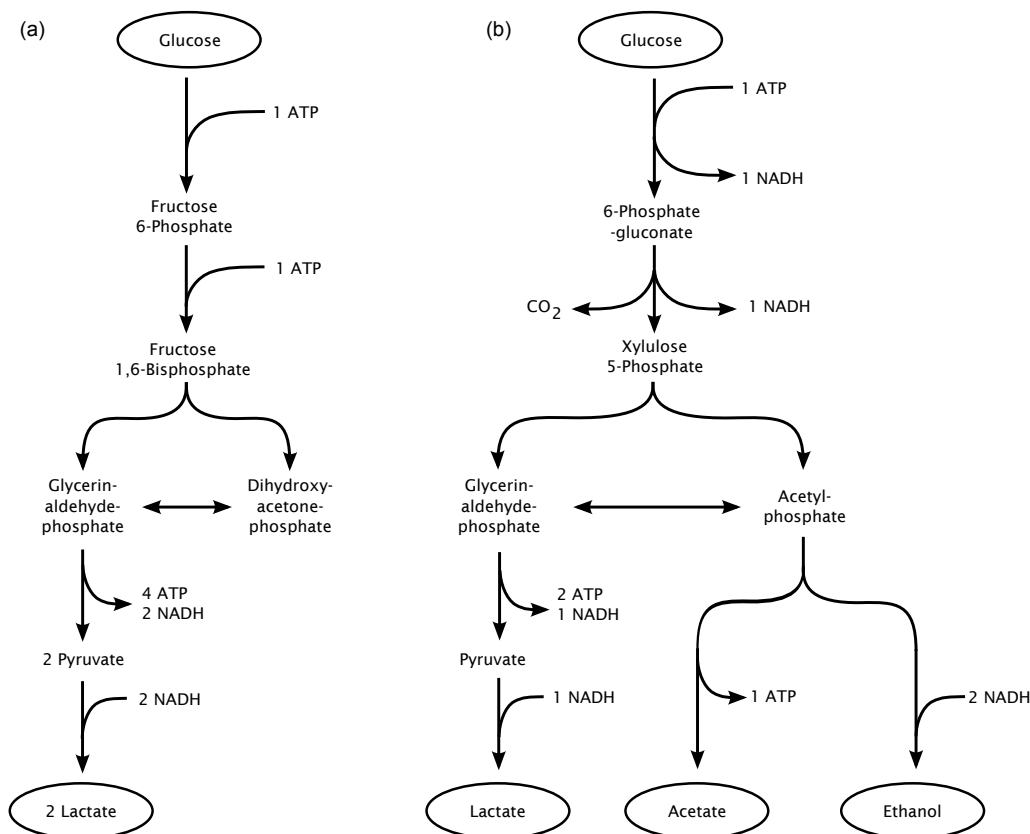 (a)
Glucose
1 ATP
Fructose
6-Phosphate
1 ATP
Fructose
1,6-Bisphosphate
Glycerin-
aldehyde-
phosphate
Dihydroxy-
acetone-
phosphate
4 ATP
2 NADH
2 Pyruvate
2 NADH
2 Lactate
(b)
Glucose
1 ATP
1 NADH
6-Phosphate
-gluconate
CO2
1 NADH
Xylulose
5-Phosphate
Glycerin-
aldehyde-
phosphate
Acetyl-
phosphate
2 ATP
1 NADH
Pyruvate
1 NADH
1 ATP
2 NADH
Lactate
Acetate
Ethanol